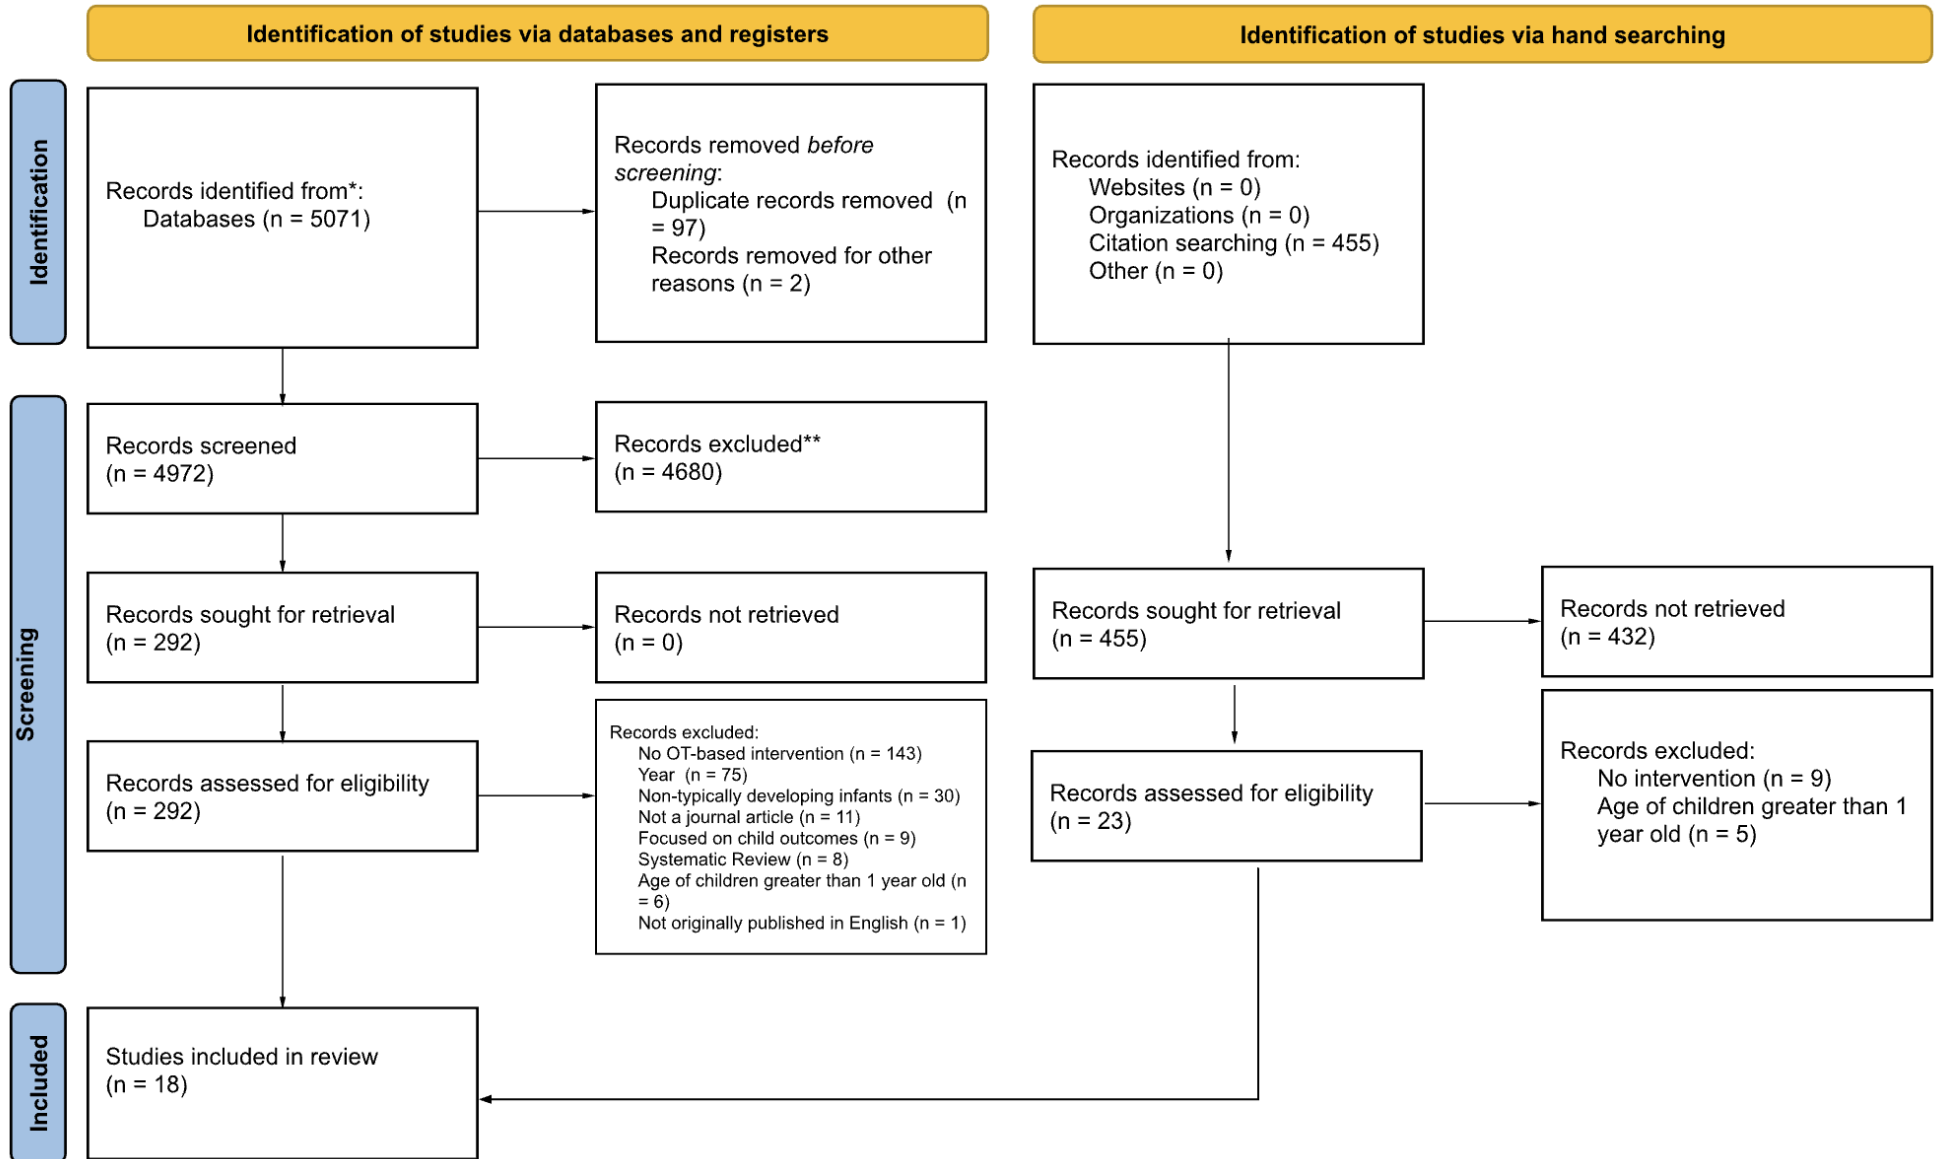 Identification of studies via databases and registers
Identification of studies via hand searching
Identification
Records identified from*:
Databases (n = 5071)
Records removed before
screening:
Duplicate records removed  (n
= 97)
Records removed for other
reasons (n = 2)
Records identified from:
Websites (n = 0)
Organizations (n = 0)
Citation searching (n = 455)
Other (n = 0)
Screening
Records screened
(n = 4972)
Records excluded**
(n = 4680)
Records sought for retrieval
(n = 292)
Records not retrieved
(n = 0)
Records sought for retrieval
(n = 455)
Records not retrieved
(n = 432)
Records assessed for eligibility
(n = 292)
Records excluded:
No OT-based intervention (n = 143)
Year  (n = 75)
Non-typically developing infants (n = 30)
Not a journal article (n = 11)
Focused on child outcomes (n = 9)
Systematic Review (n = 8)
Age of children greater than 1 year old (n
= 6)
Not originally published in English (n = 1)
Records assessed for eligibility
(n = 23)
Records excluded:
No intervention (n = 9)
Age of children greater than 1
year old (n = 5)
Included
Studies included in review
(n = 18)